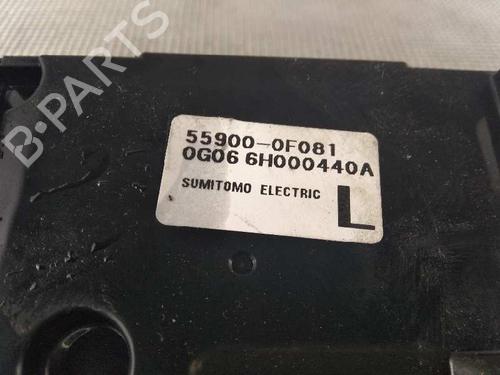 B-PARTS
55900-0F081
0G06 6H000440A
SUMITOMO ELECTRIC L